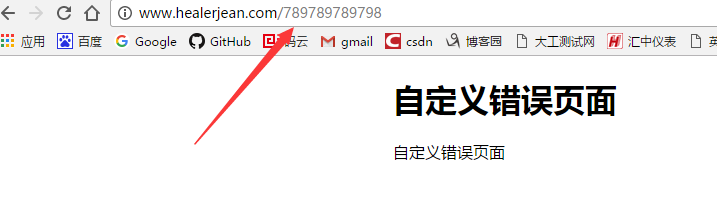 www.healerjean.com/789789789798
应用 百度 Google GitHub 码云 gmail csdn 博客园 大工测试网 汇中仪表
自定义错误页面
自定义错误页面